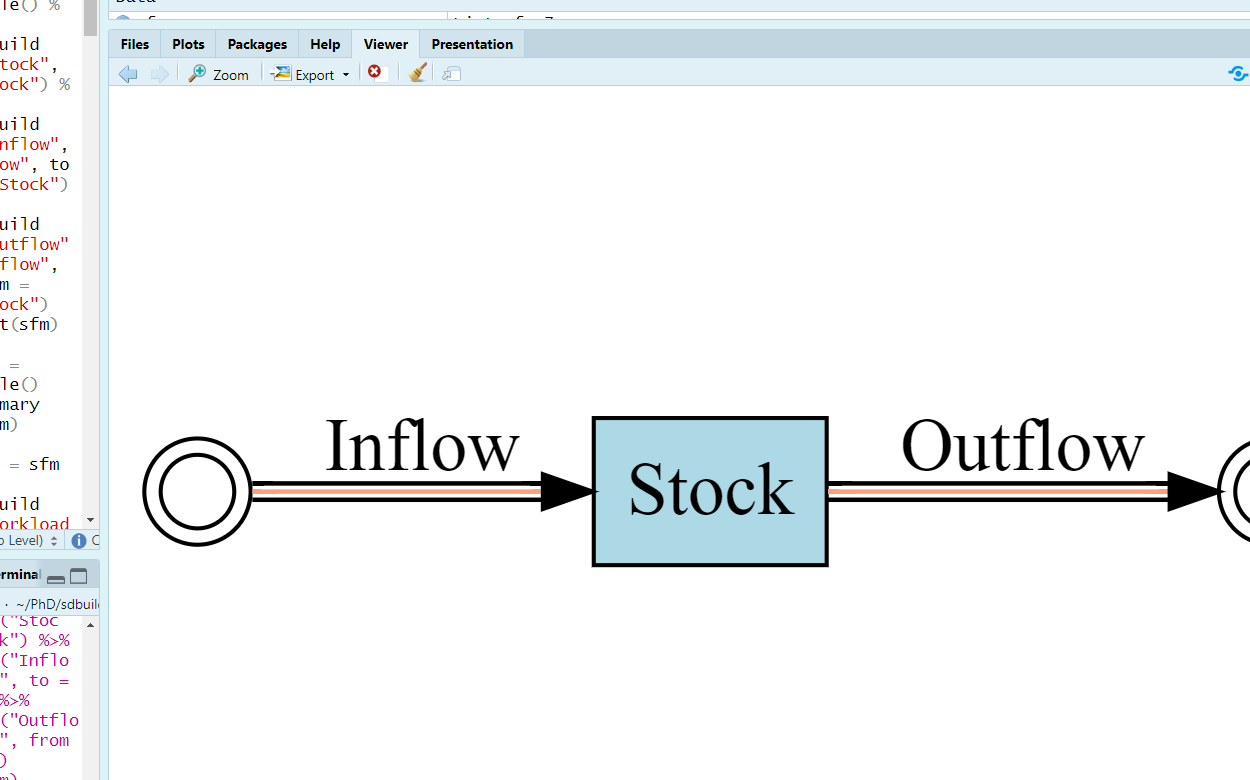 le() %
uild
tock",
ock") %
uild
nflow",
ow", to
Stock")
uild
utflow"
flow",
m =
ock")
t(sfm)
=
le()
mary
m)
= sfm
uild
orkload
o Level)
C
Files Plots Packages Help Viewer Presentation
Zoom Export
Inflow
Stock
Outflow
ermina
· ~/PhD/sdbuil
("Stoc
k") %>%
("Inflo
", to =
%>%
("Outflo
", from
)